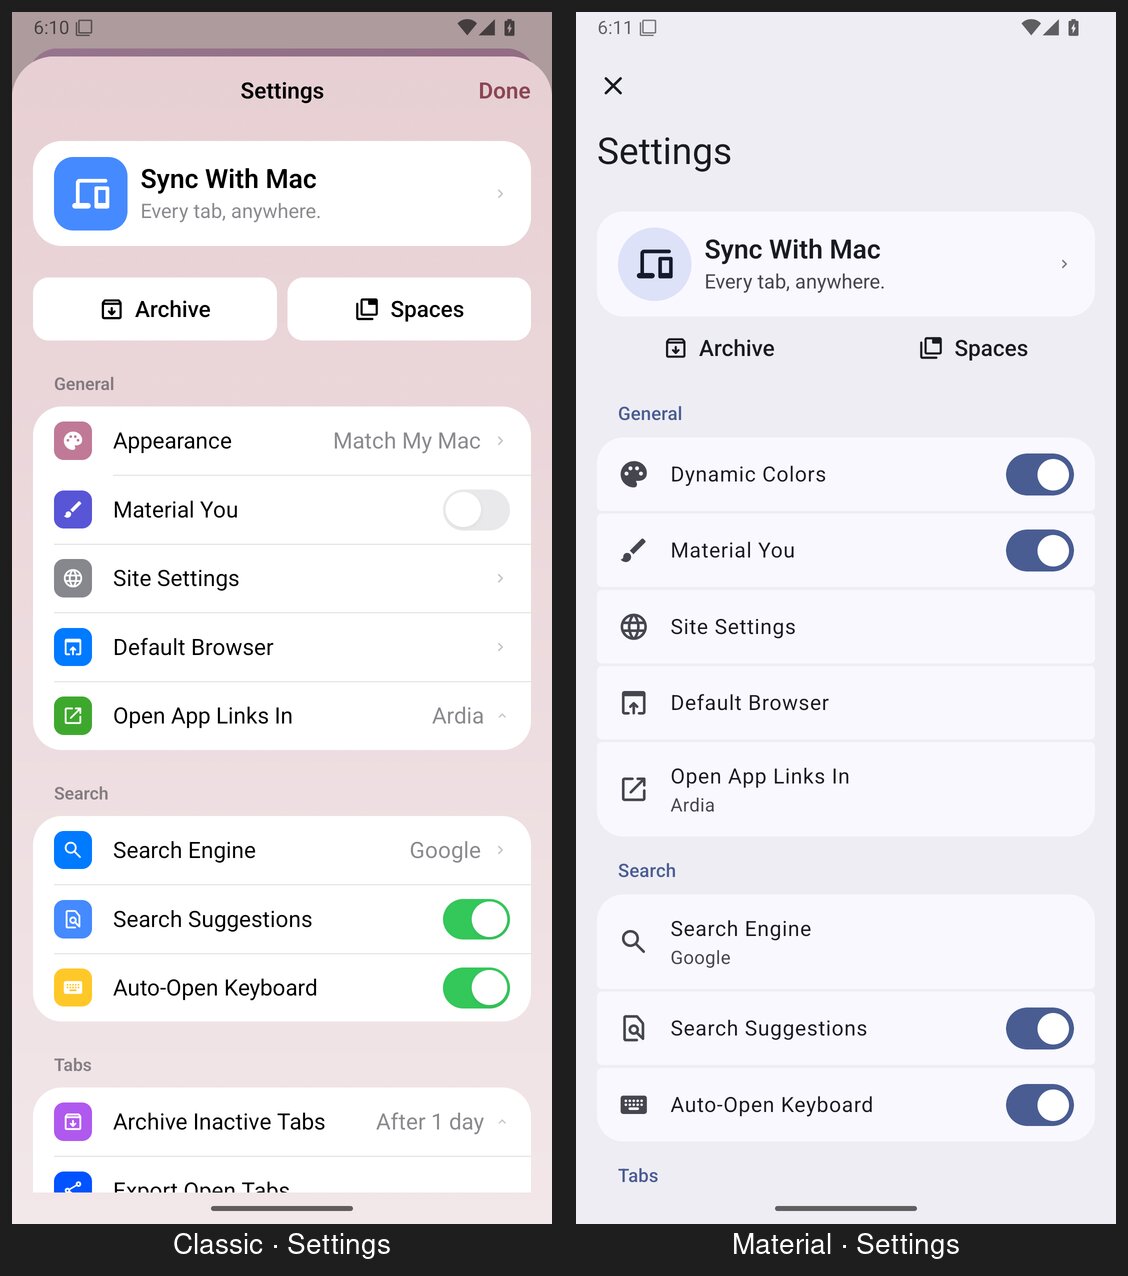 6:10
Settings
Done
Sync With Mac
Every tab, anywhere.
Archive
Spaces
General
Appearance
Match My Mac
Material You
Site Settings
Default Browser
Open App Links In
Ardia
Search
Search Engine
Google
Search Suggestions
Auto-Open Keyboard
Tabs
Archive Inactive Tabs
After 1 day
Export Open Tabs
Classic · Settings
6:11
Settings
Sync With Mac
Every tab, anywhere.
Archive
Spaces
General
Dynamic Colors
Material You
Site Settings
Default Browser
Open App Links In
Ardia
Search
Search Engine
Google
Search Suggestions
Auto-Open Keyboard
Tabs
Material · Settings